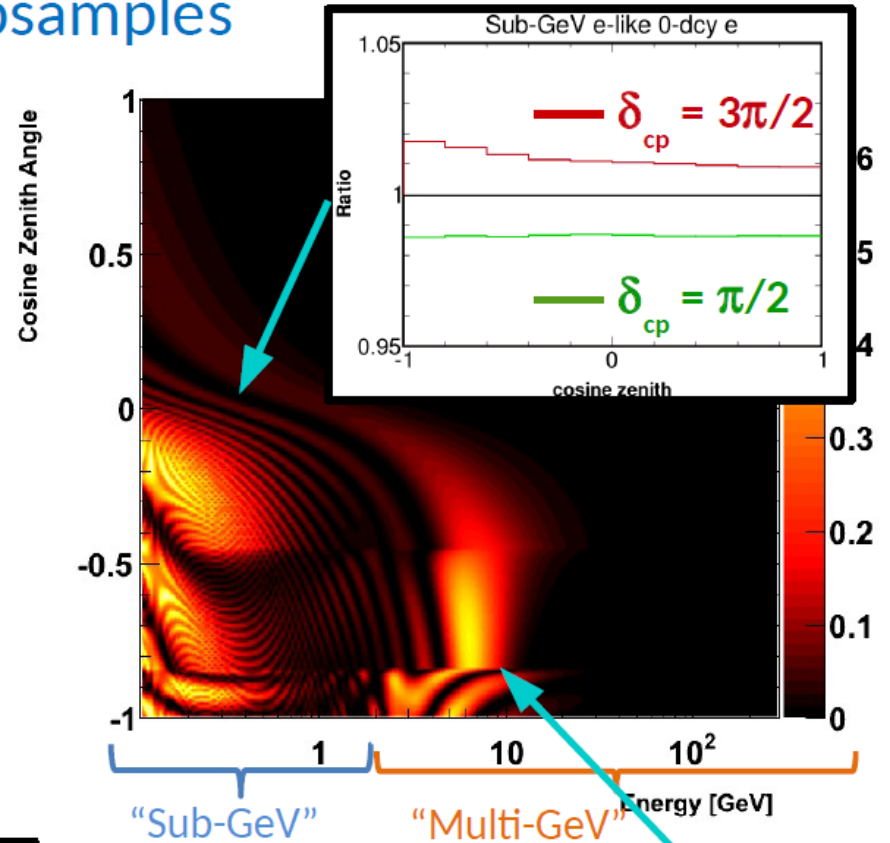 bsamples
Sub-GeV e-like 0-dcy e
1.05
δcp = 3π/2
Ratio
1
δcp = π/2
0.95
-1 0 1
cosine zenith
Cosine Zenith Angle
1
0.5
0
-0.5
-1
6
5
4
0.3
0.2
0.1
0
1 10 10²
Energy [GeV]
"Sub-GeV" "Multi-GeV"